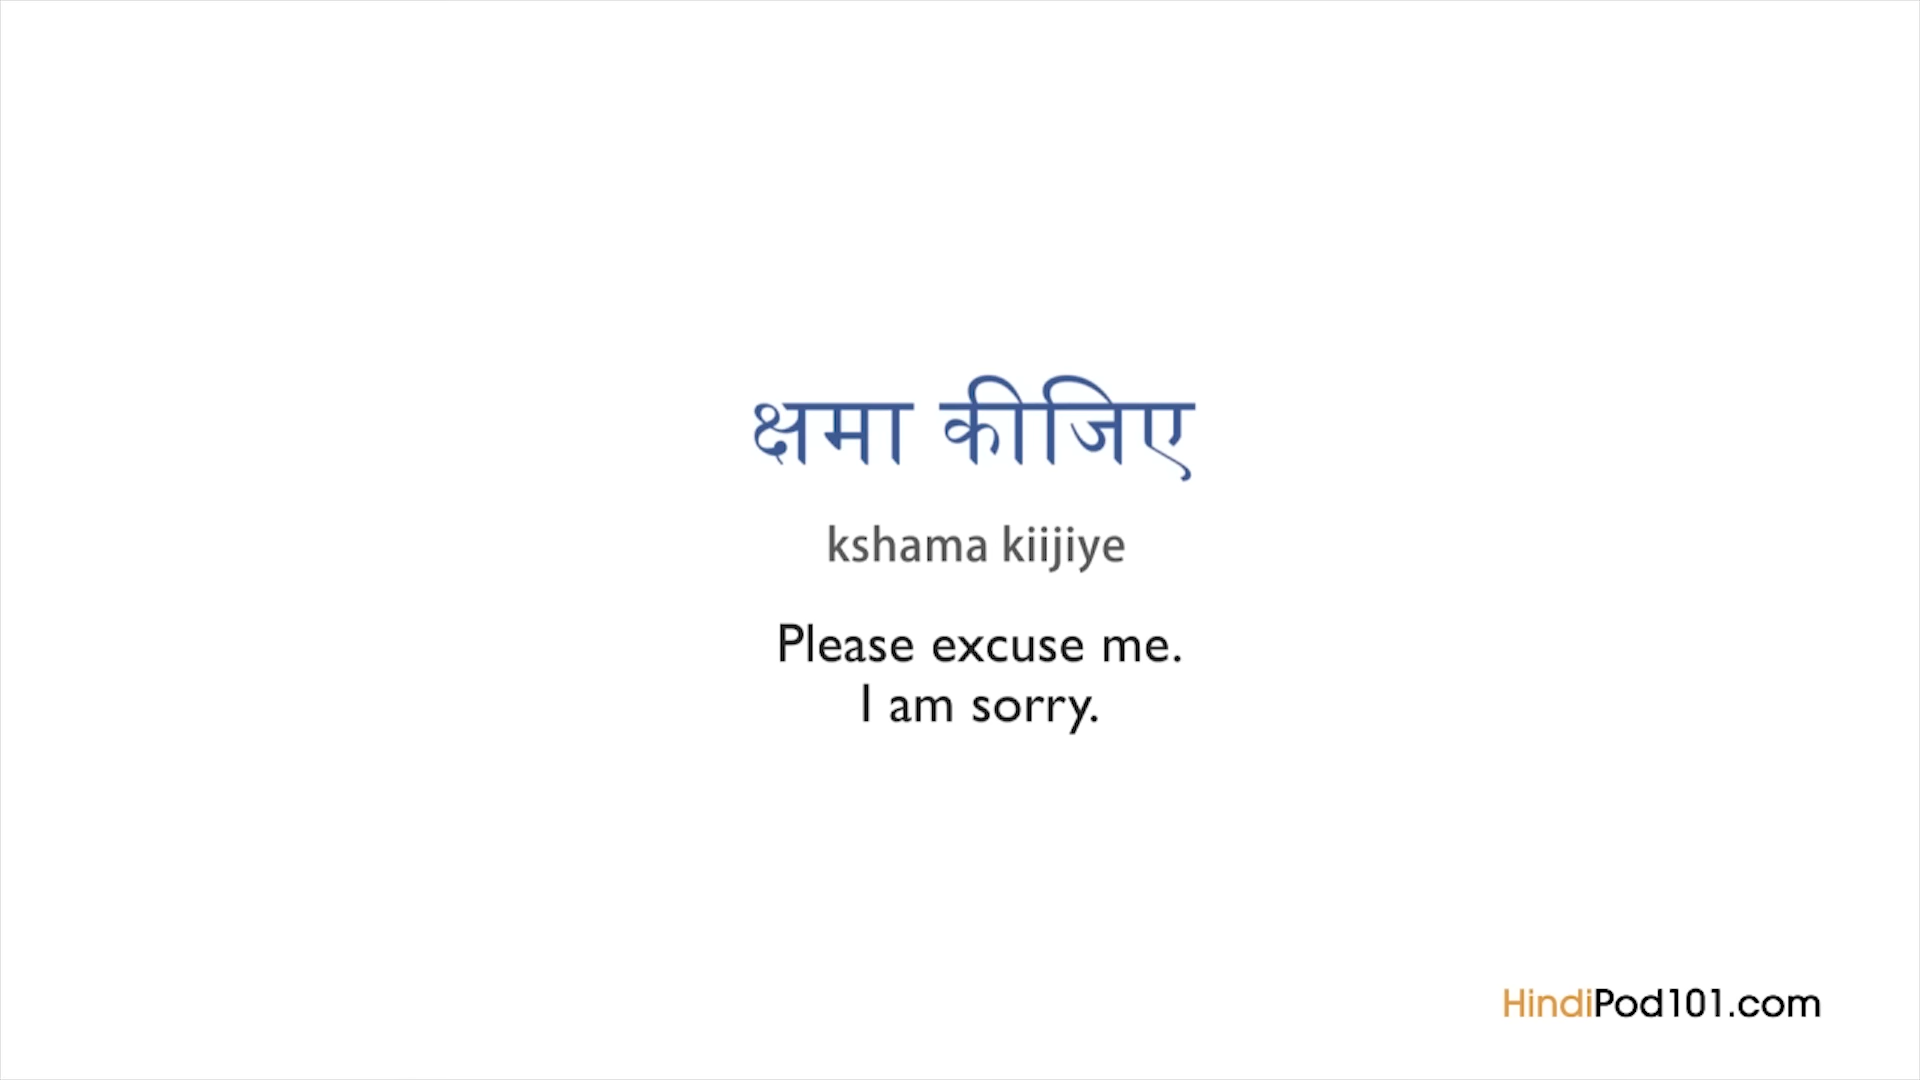 क्षमा कीजिए
kshama kiijiye
Please excuse me.
I am sorry.
HindiPod101.com